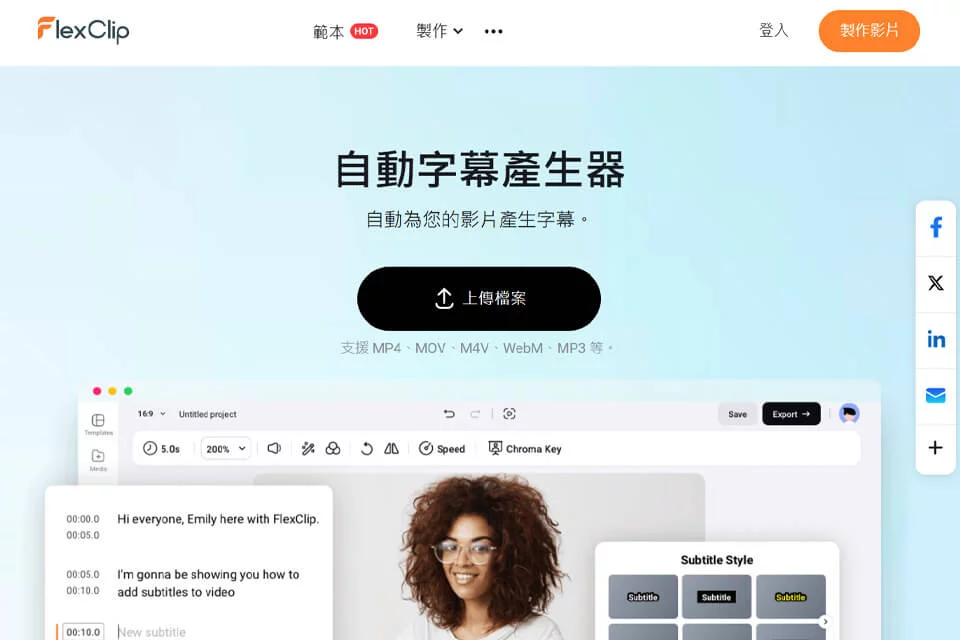 FlexClip
範本 HOT
製作
•••
登入
製作影片
自動字幕產生器
自動為您的影片產生字幕。
上傳檔案
支援 MP4、MOV、M4V、WebM、MP3 等。
16:9
Untitled project
Save
Export →
Templates
Media
5.0s
200%
Speed
Chroma Key
00:00.0
Hi everyone, Emily here with FlexClip.
00:05.0
00:05.0
I'm gonna be showing you how to
00:10.0
add subtitles to video
00:10.0
New subtitle
Subtitle Style
Subtitle
Subtitle
Subtitle